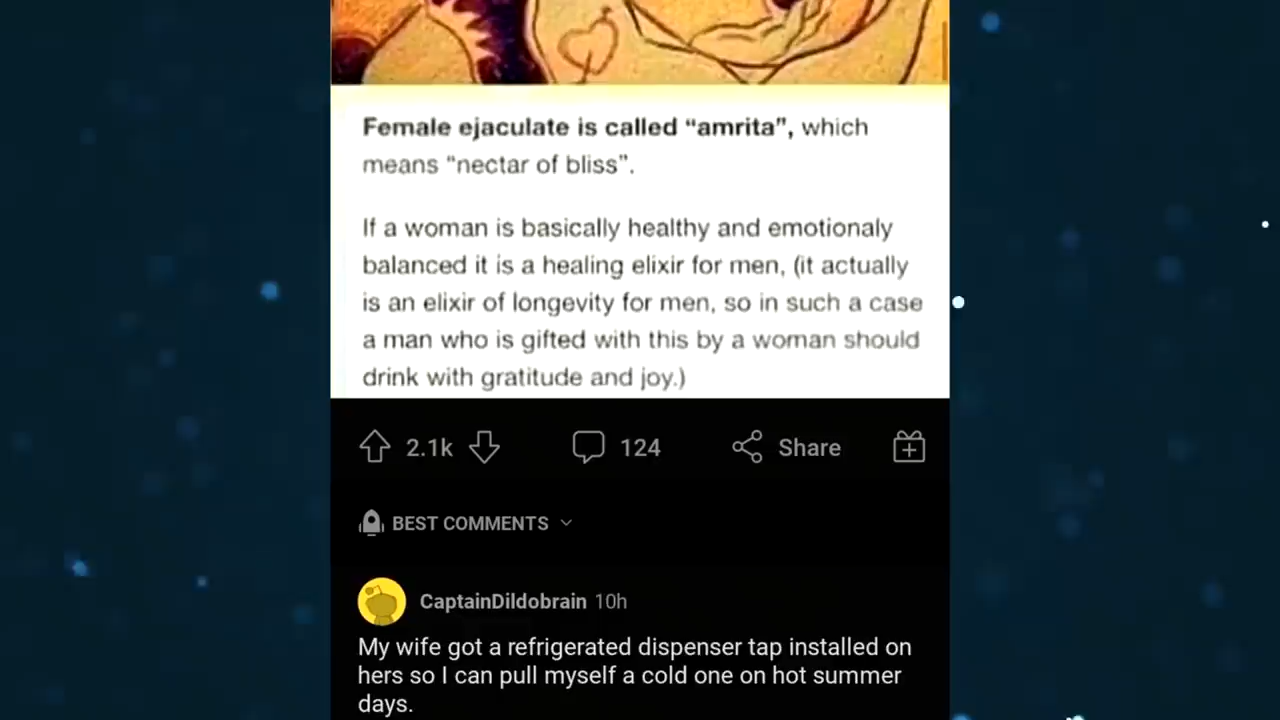 Female ejaculate is called “amrita”, which
means “nectar of bliss”.
If a woman is basically healthy and emotionaly
balanced it is a healing elixir for men, (it actually
is an elixir of longevity for men, so in such a case
a man who is gifted with this by a woman should
drink with gratitude and joy.)
2.1k 124 Share
BEST COMMENTS
CaptainDildobrain 10h
My wife got a refrigerated dispenser tap installed on
hers so I can pull myself a cold one on hot summer
days.